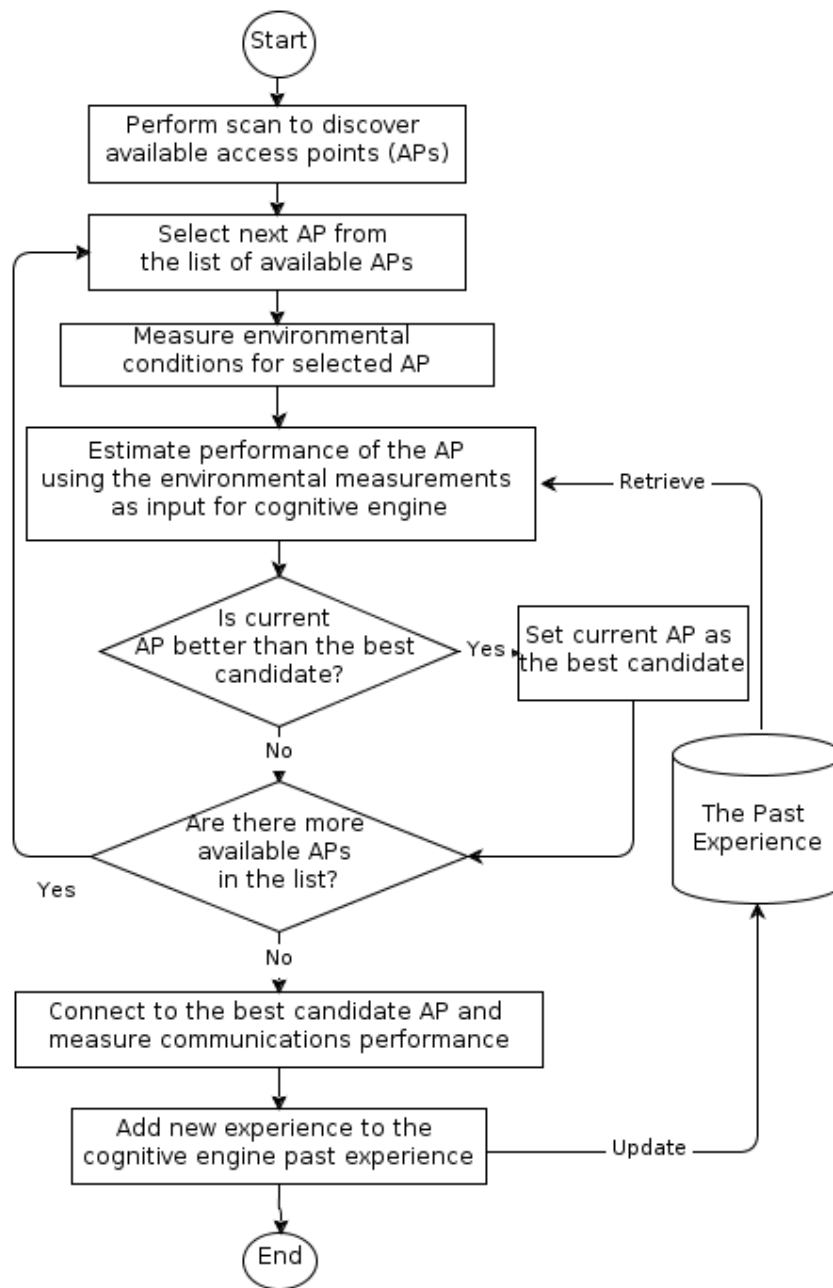 Start
Perform scan to discover
available access points (APs)
Select next AP from
the list of available APs
Measure environmental
conditions for selected AP
Estimate performance of the AP
using the environmental measurements
as input for cognitive engine
Retrieve
Is current
AP better than the best
candidate?
Yes
Set current AP as
the best candidate
No
The Past
Experience
Are there more
available APs
in the list?
Yes
No
Connect to the best candidate AP and
measure communications performance
Add new experience to the
cognitive engine past experience
Update
End